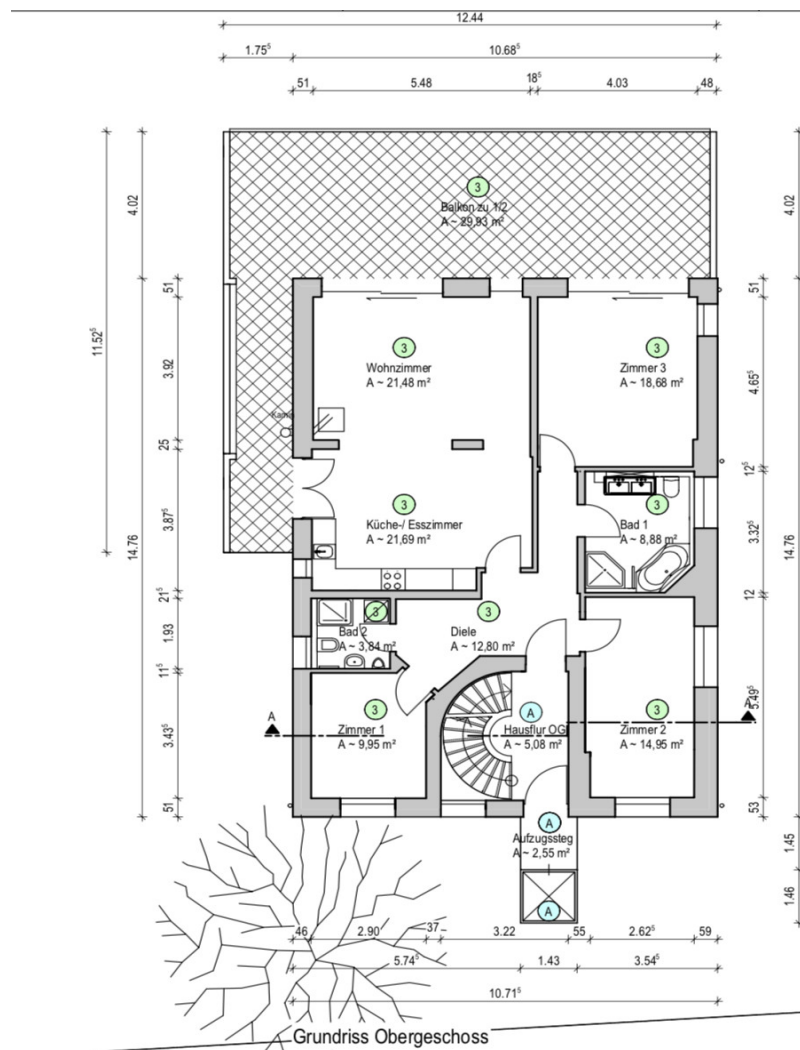 12.44
1.75⁵ 10.68⁵
51 5.48 18⁵ 4.03 48
4.02
11.52⁵
14.76
51
3.92
25
3.87⁵
21⁵
1.93
11⁵
3.43⁵
51
3
Balkon zu 1/2
A ~ 29,93 m²
3
Wohnzimmer
A ~ 21,48 m²
3
Zimmer 3
A ~ 18,68 m²
Kamin
3
Küche-/ Esszimmer
A ~ 21,69 m²
3
Bad 1
A ~ 8,88 m²
3
Bad 2
A ~ 3,84 m²
3
Diele
A ~ 12,80 m²
3
Zimmer 1
A ~ 9,95 m²
A
Hausflur OG
A ~ 5,08 m²
3
Zimmer 2
A ~ 14,95 m²
A
A
A
Aufzugssteg
A ~ 2,55 m²
A
4.02
51
4.65⁵
12⁵
3.32⁵
12
5.49⁵
53
14.76
1.45
1.46
46 2.90 37 3.22 55 2.62⁵ 59
5.74⁵ 1.43 3.54⁵
10.71⁵
Grundriss Obergeschoss